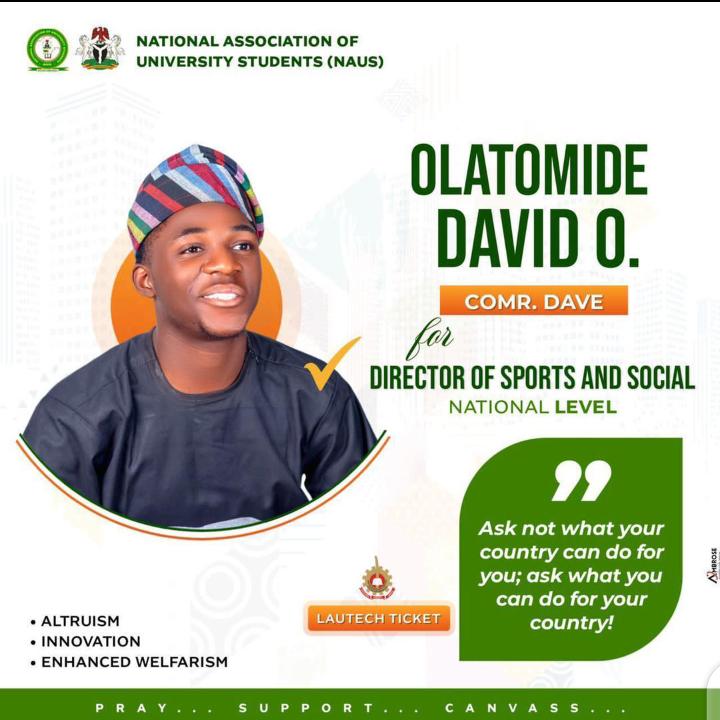 NATIONAL ASSOCIATION OF
UNIVERSITY STUDENTS (NAUS)
OLATOMIDE
DAVID O.
COMR. DAVE
for
DIRECTOR OF SPORTS AND SOCIAL
NATIONAL LEVEL
”
Ask not what your
country can do for
you; ask what you
can do for your
country!
AMBROSE
LAUTECH TICKET
• ALTRUISM
• INNOVATION
• ENHANCED WELFARISM
PRAY... SUPPORT... CANVASS...